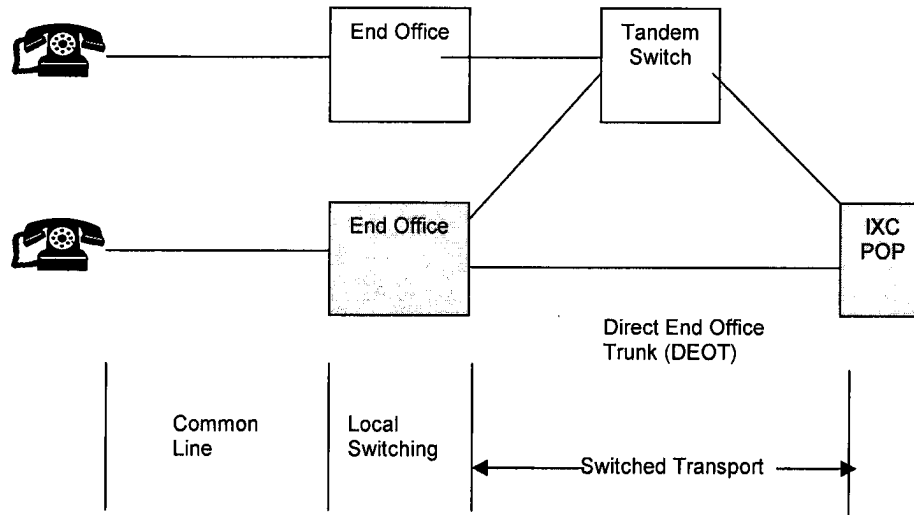 End Office
Tandem
Switch
End Office
IXC
POP
Direct End Office
Trunk (DEOT)
Common
Line
Local
Switching
Switched Transport